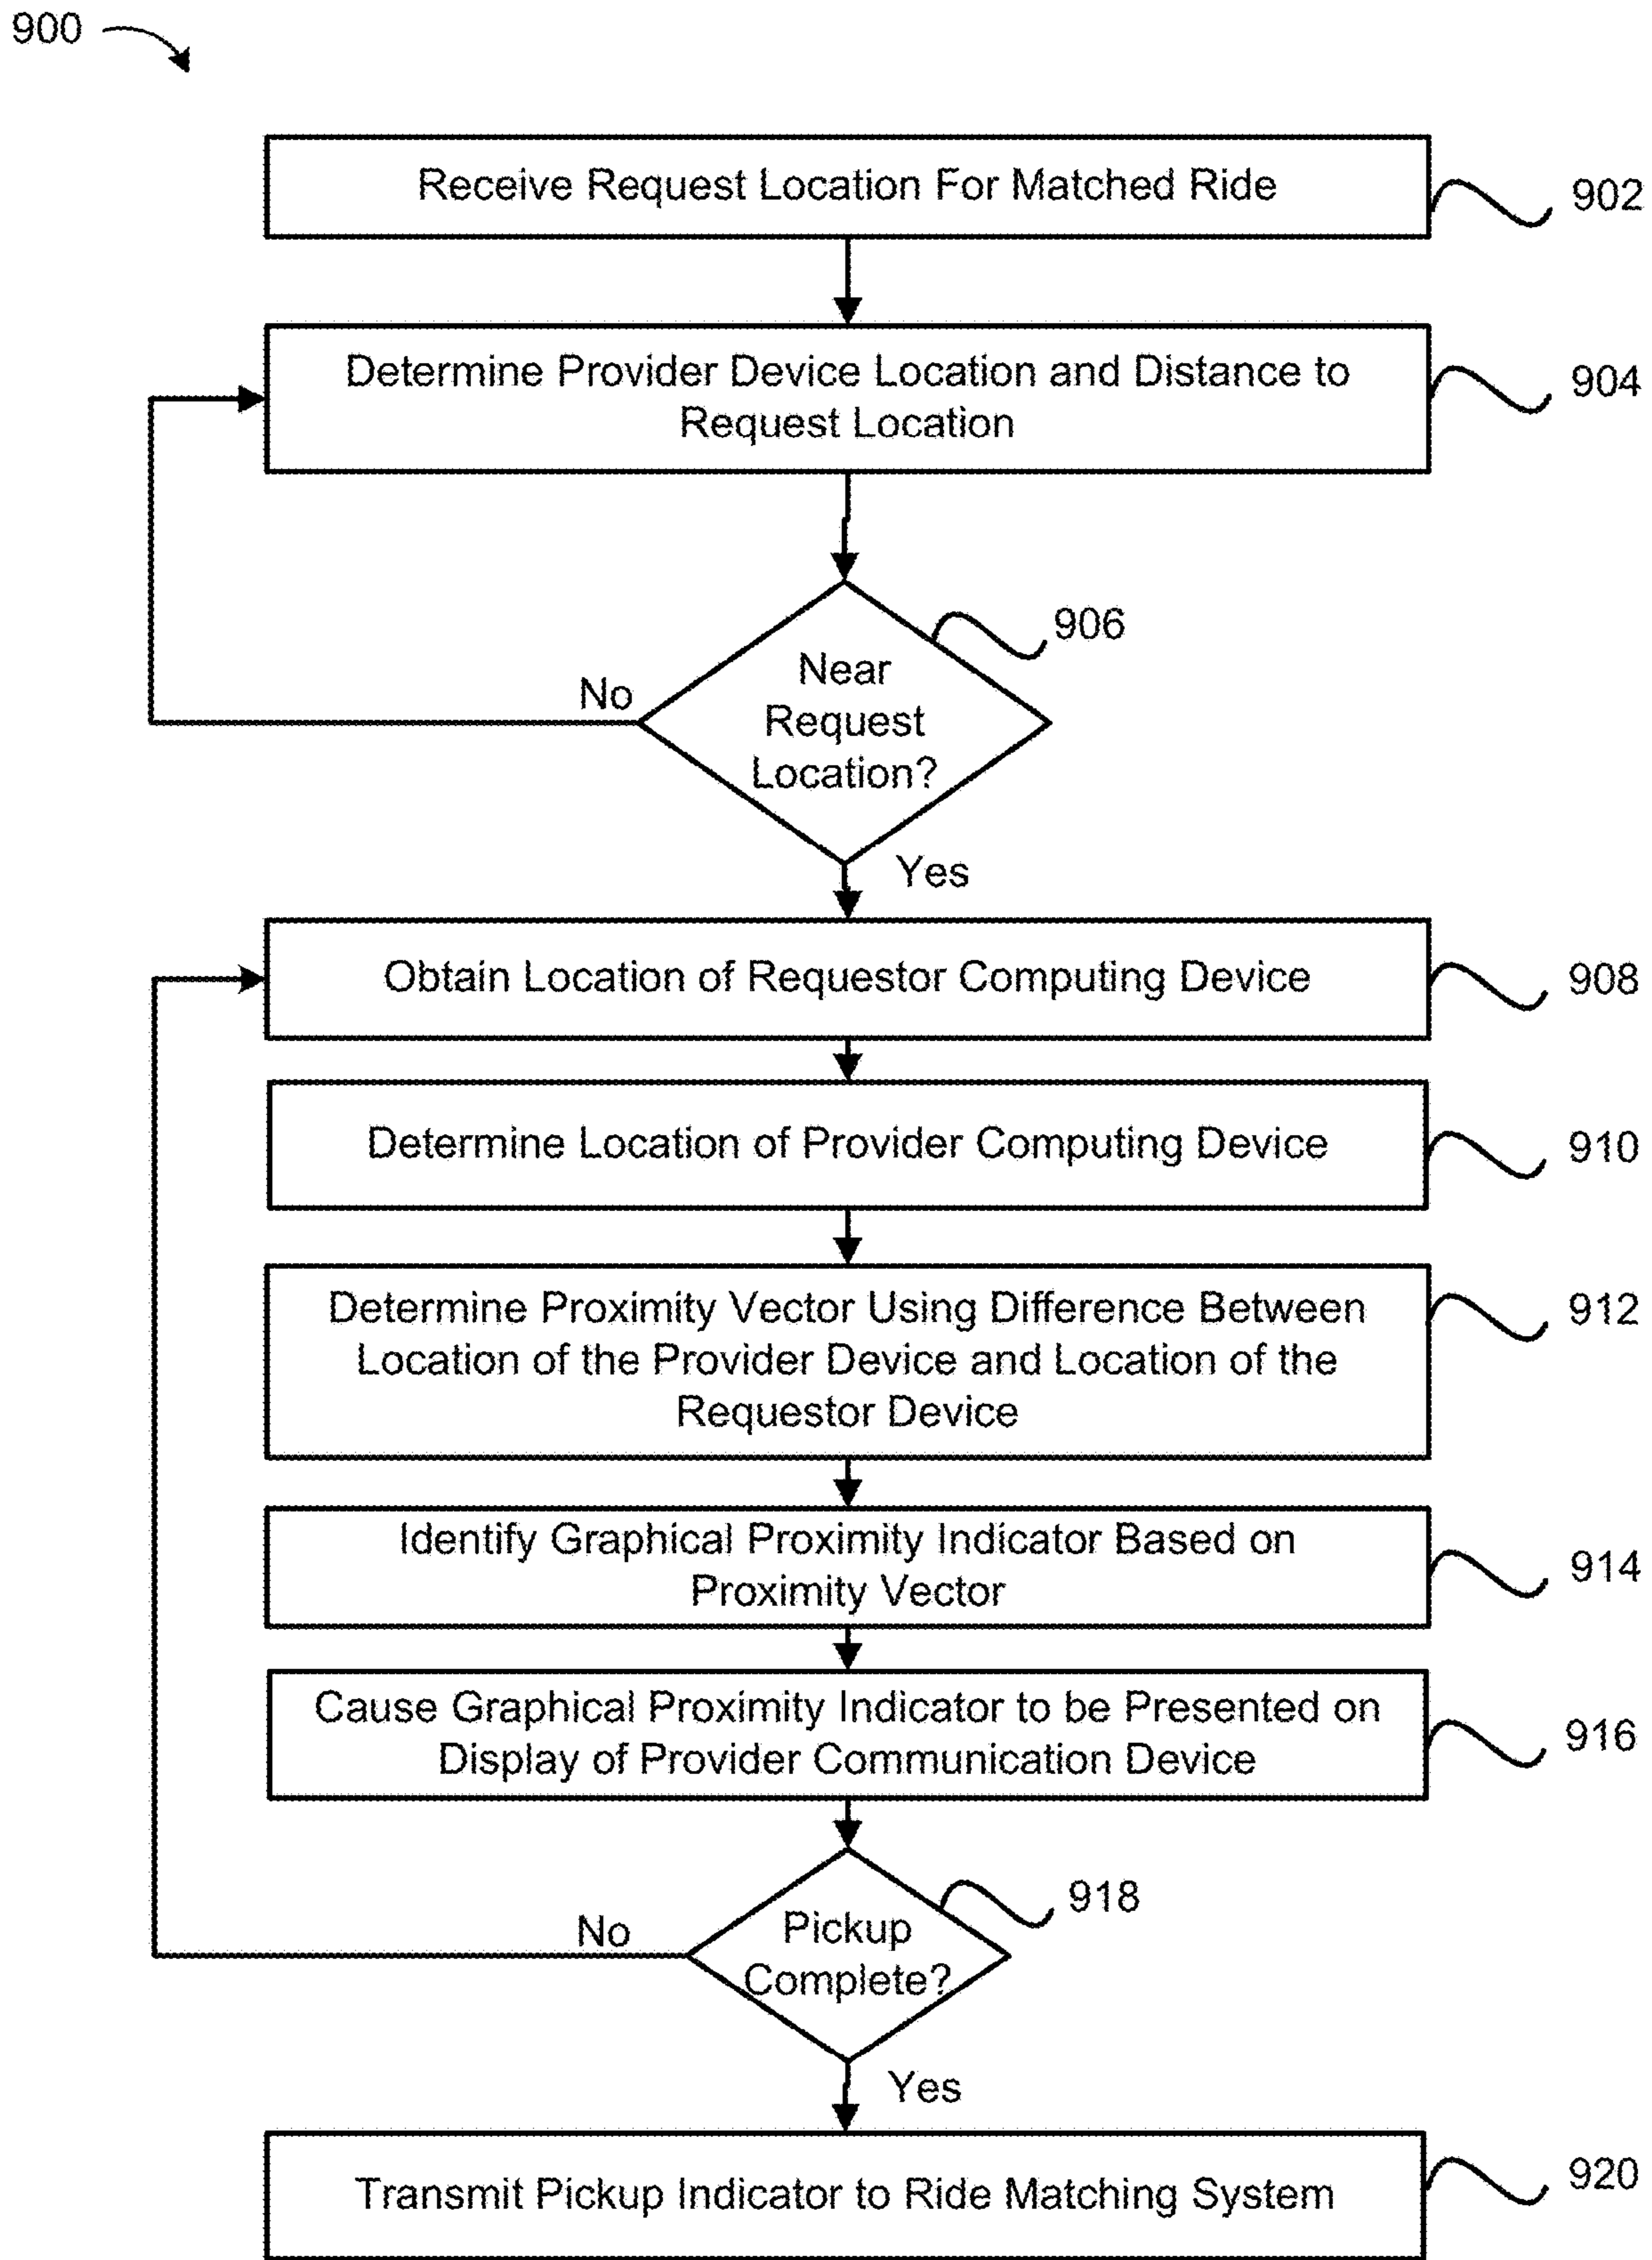 900
Receive Request Location For Matched Ride
902
Determine Provider Device Location and Distance to
Request Location
904
906
Near
Request
Location?
No
Yes
Obtain Location of Requestor Computing Device
908
Determine Location of Provider Computing Device
910
Determine Proximity Vector Using Difference Between
Location of the Provider Device and Location of the
Requestor Device
912
Identify Graphical Proximity Indicator Based on
Proximity Vector
914
Cause Graphical Proximity Indicator to be Presented on
Display of Provider Communication Device
916
918
Pickup
Complete?
No
Yes
Transmit Pickup Indicator to Ride Matching System
920